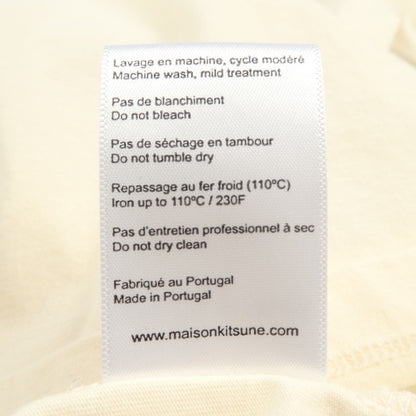 Lavage en machine, cycle modéré
Machine wash, mild treatment
Pas de blanchiment
Do not bleach
Pas de séchage en tambour
Do not tumble dry
Repassage au fer froid (110ºC)
Iron up to 110ºC / 230F
Pas d'entretien professionnel à sec
Do not dry clean
Fabriqué au Portugal
Made in Portugal
www.maisonkitsune.com